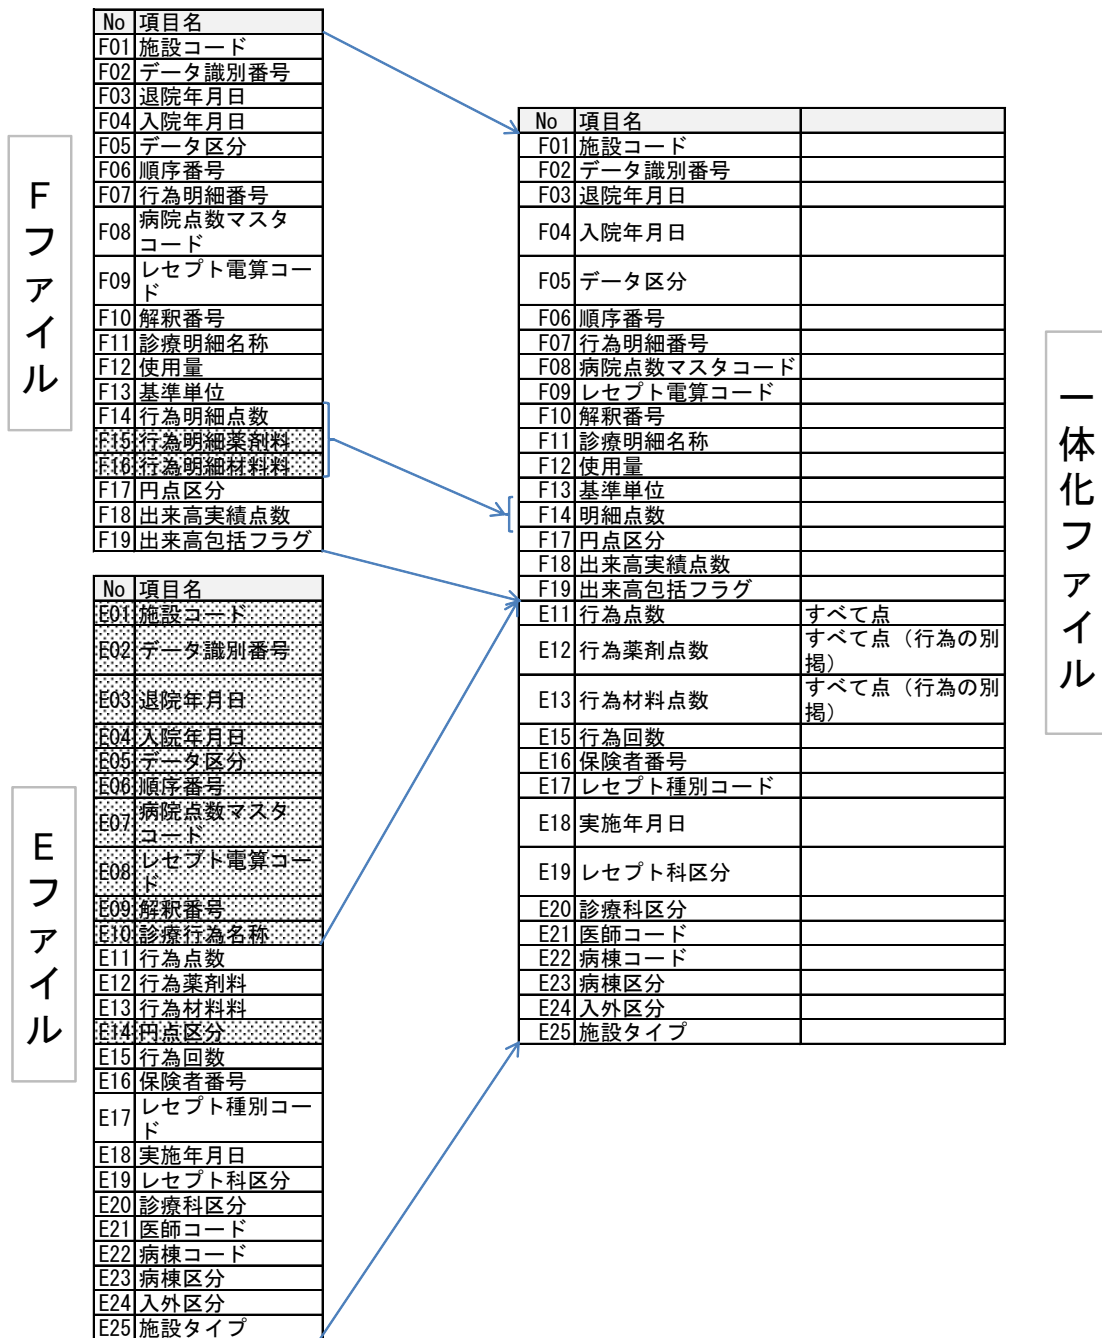 Fファイル
No 項目名
F01 施設コード
F02 データ識別番号
F03 退院年月日
F04 入院年月日
F05 データ区分
F06 順序番号
F07 行為明細番号
F08 病院点数マスタ
コード
F09 レセプト電算コー
ド
F10 解釈番号
F11 診療明細名称
F12 使用量
F13 基準単位
F14 行為明細点数
F15 行為明細薬剤料
F16 行為明細材料料
F17 円点区分
F18 出来高実績点数
F19 出来高包括フラグ
Eファイル
No 項目名
E01 施設コード
E02 データ識別番号
E03 退院年月日
E04 入院年月日
E05 データ区分
E06 順序番号
E07 病院点数マスタ
コード
E08 レセプト電算コー
ド
E09 解釈番号
E10 診療行為名称
E11 行為点数
E12 行為薬剤料
E13 行為材料料
E14 円点区分
E15 行為回数
E16 保険者番号
E17 レセプト種別コー
ド
E18 実施年月日
E19 レセプト科区分
E20 診療科区分
E21 医師コード
E22 病棟コード
E23 病棟区分
E24 入外区分
E25 施設タイプ
一体化ファイル
No 項目名
F01 施設コード
F02 データ識別番号
F03 退院年月日
F04 入院年月日
F05 データ区分
F06 順序番号
F07 行為明細番号
F08 病院点数マスタコード
F09 レセプト電算コード
F10 解釈番号
F11 診療明細名称
F12 使用量
F13 基準単位
F14 明細点数
F17 円点区分
F18 出来高実績点数
F19 出来高包括フラグ
E11 行為点数 すべて点
E12 行為薬剤点数 すべて点（行為の別
掲）
E13 行為材料点数 すべて点（行為の別
掲）
E15 行為回数
E16 保険者番号
E17 レセプト種別コード
E18 実施年月日
E19 レセプト科区分
E20 診療科区分
E21 医師コード
E22 病棟コード
E23 病棟区分
E24 入外区分
E25 施設タイプ